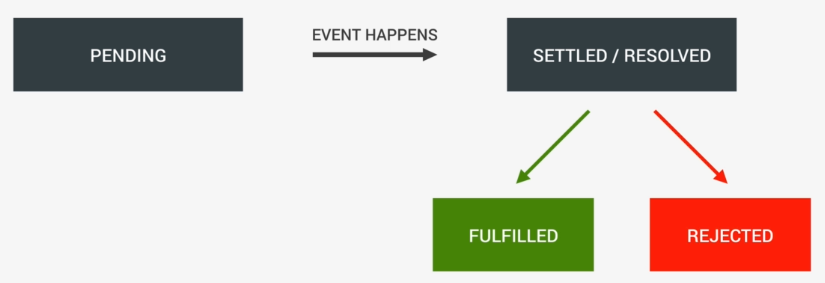 PENDING
EVENT HAPPENS
SETTLED / RESOLVED
FULFILLED
REJECTED